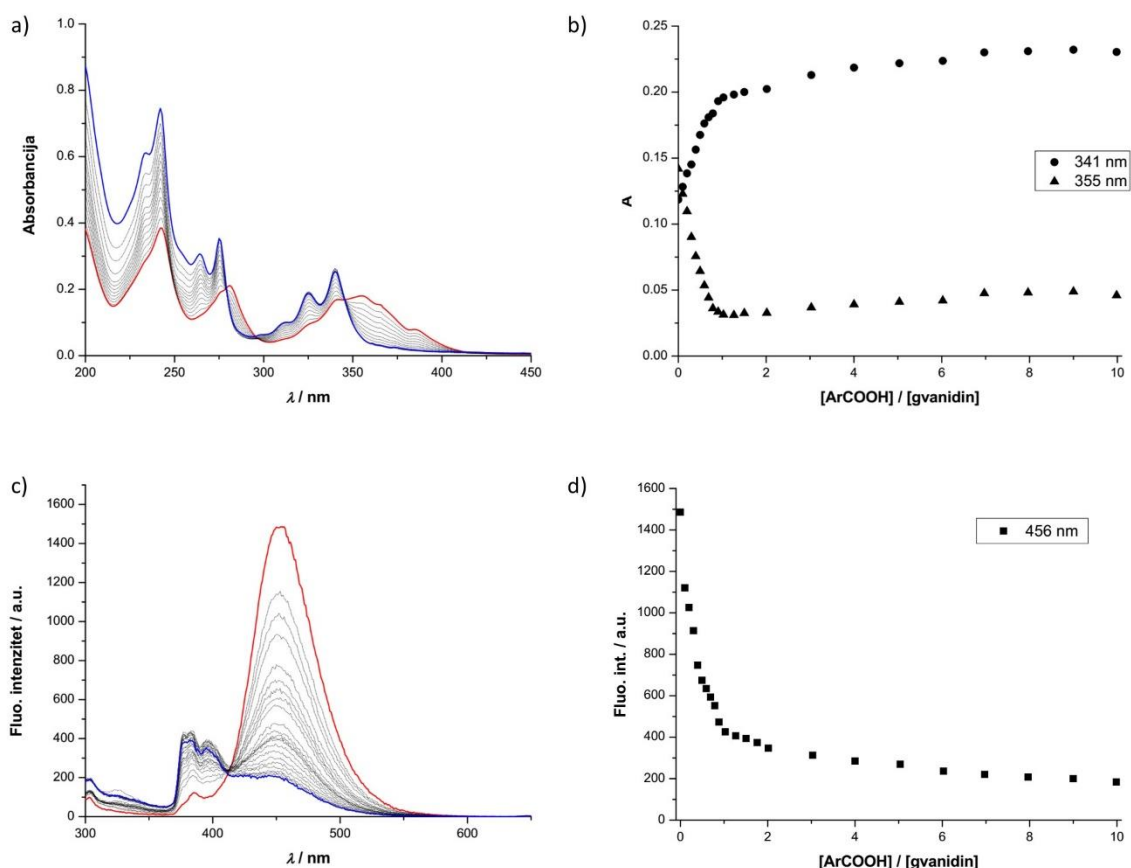 a)
1.0
0.8
0.6
0.4
0.2
0.0
Absorbancija
200 250 300 350 400 450
λ / nm
b)
0.25
0.20
0.15
0.10
0.05
0.00
A
341 nm
355 nm
0 2 4 6 8 10
[ArCOOH] / [gvanidin]
c)
1600
1400
1200
1000
800
600
400
200
0
Fluo. intenzitet / a.u.
300 400 500 600
λ / nm
d)
1600
1400
1200
1000
800
600
400
200
0
Fluo. int. / a.u.
456 nm
0 2 4 6 8 10
[ArCOOH] / [gvanidin]